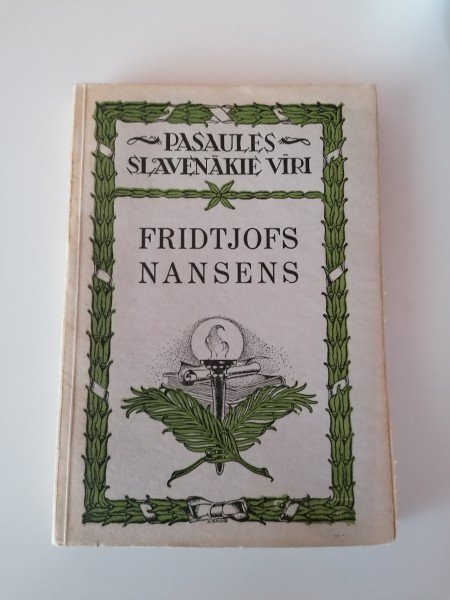 PASAULES
SLAVENĀKIE VĪRI
FRIDTJOFS
NANSENS